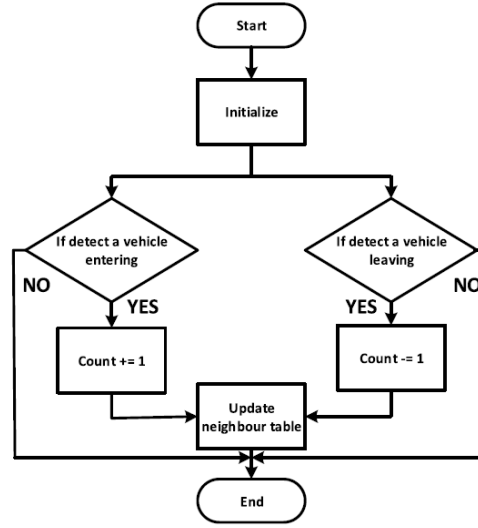 Start
Initialize
If detect a vehicle
entering
If detect a vehicle
leaving
NO
YES
YES
NO
Count += 1
Count -= 1
Update
neighbour table
End